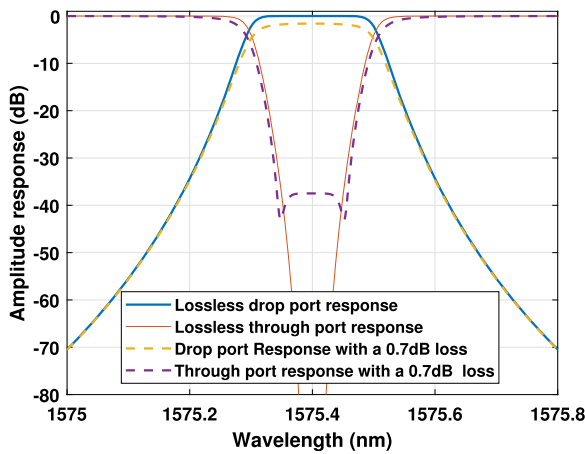 0
-10
-20
-30
-40
-50
-60
-70
-80
Amplitude response (dB)
Lossless drop port response
Lossless through port response
Drop port Response with a 0.7dB loss
Through port response with a 0.7dB loss
1575
1575.2
1575.4
1575.6
1575.8
Wavelength (nm)